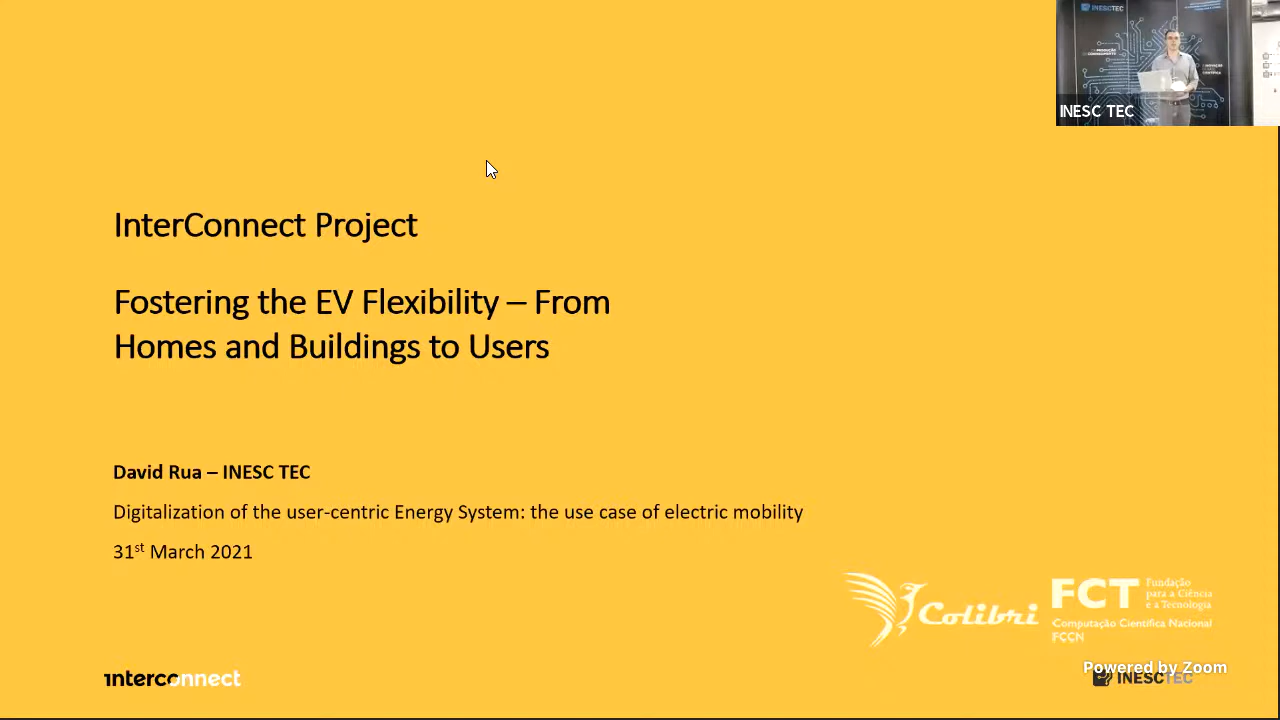 INESCTEC
INESC TEC
InterConnect Project
Fostering the EV Flexibility – From
Homes and Buildings to Users
David Rua – INESC TEC
Digitalization of the user-centric Energy System: the use case of electric mobility
31st March 2021
Colibri
FCT
Fundação
para a Ciência
e a Tecnologia
Computação Científica Nacional
FCCN
Powered by Zoom
interconnect
INESCTEC